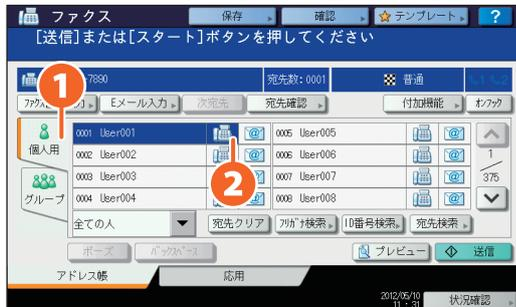 ファクス 保存 確認 テンプレート ?
[送信]または[スタート]ボタンを押してください
-7890 宛先数:0001 普通
Eメール入力 次宛先 宛先確認 付加機能 オンフック
1
個人用 0001 User001 0005 User005
0002 User002 2 0006 User006 1
0003 User003 0007 User007 375
グループ 0004 User004 0008 User008
全ての人 宛先クリア フリガナ検索 ID番号検索 宛先検索
ポーズ バックスペース プレビュー 送信
アドレス帳 応用
2012/05/10
11:31 状況確認